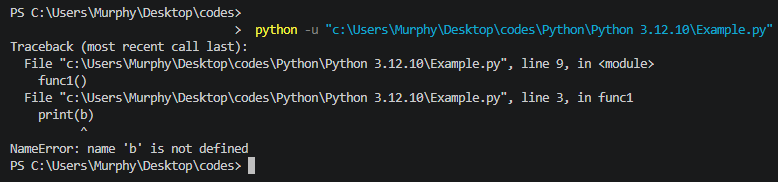 PS C:\Users\Murphy\Desktop\codes>
> python -u "c:\Users\Murphy\Desktop\codes\Python\Python 3.12.10\Example.py"
Traceback (most recent call last):
  File "c:\Users\Murphy\Desktop\codes\Python\Python 3.12.10\Example.py", line 9, in <module>
    func1()
  File "c:\Users\Murphy\Desktop\codes\Python\Python 3.12.10\Example.py", line 3, in func1
    print(b)
          ^
NameError: name 'b' is not defined
PS C:\Users\Murphy\Desktop\codes>